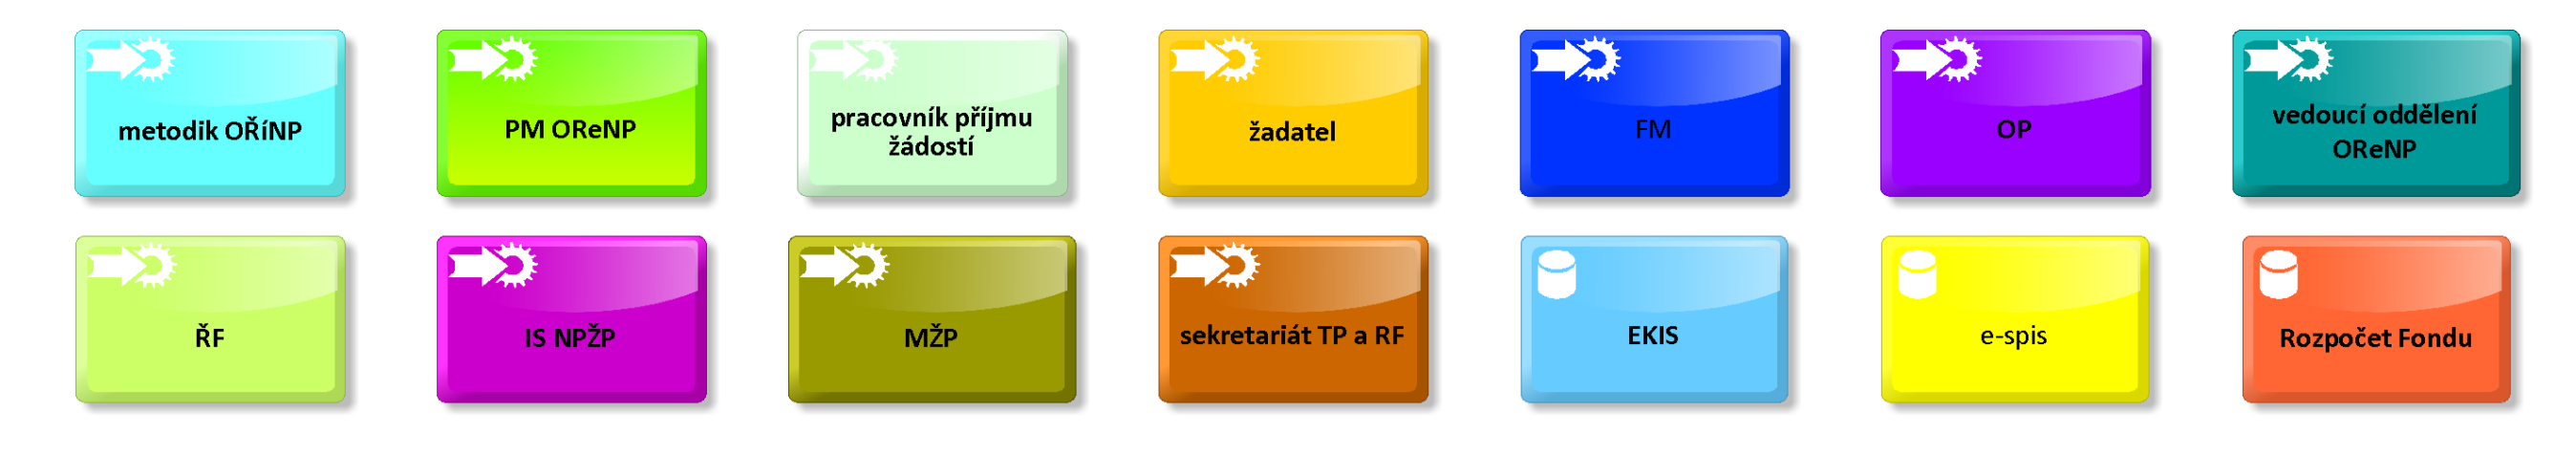 metodik OŘíNP
PM OReNP
pracovník příjmu
žádostí
žadatel
FM
OP
vedoucí oddělení
OReNP
ŘF
IS NPŽP
MŽP
sekretariát TP a RF
EKIS
e-spis
Rozpočet Fondu